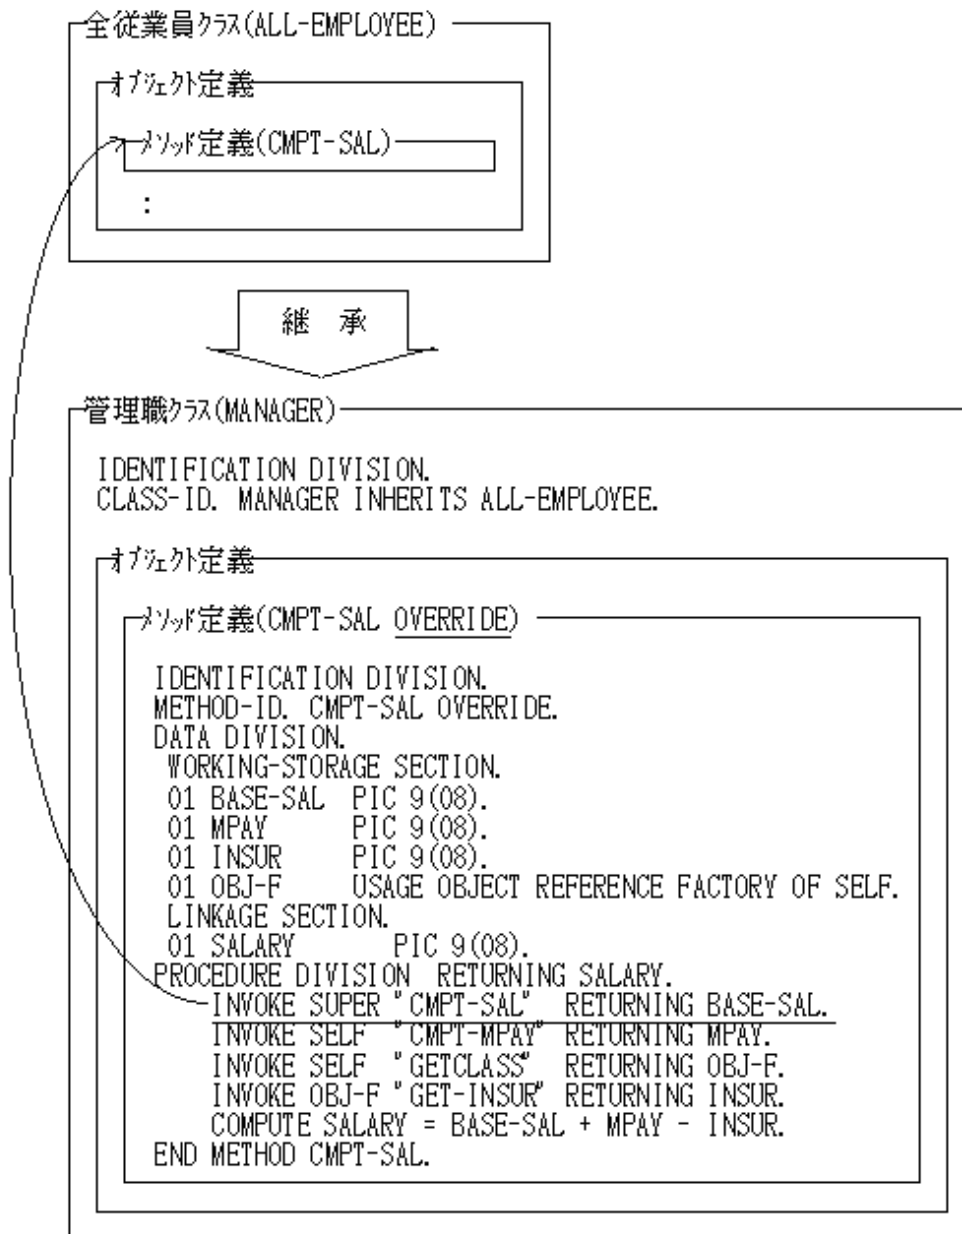 全従業員ｸﾗｽ(ALL-EMPLOYEE)
ｵﾌﾞｼﾞｪｸﾄ定義
ﾒｿｯﾄﾞ定義(CMPT-SAL)
:
継 承
管理職ｸﾗｽ(MANAGER)
IDENTIFICATION DIVISION.
CLASS-ID. MANAGER INHERITS ALL-EMPLOYEE.
ｵﾌﾞｼﾞｪｸﾄ定義
ﾒｿｯﾄﾞ定義(CMPT-SAL OVERRIDE)
IDENTIFICATION DIVISION.
METHOD-ID. CMPT-SAL OVERRIDE.
DATA DIVISION.
WORKING-STORAGE SECTION.
01 BASE-SAL PIC 9(08).
01 MPAY PIC 9(08).
01 INSUR PIC 9(08).
01 OBJ-F USAGE OBJECT REFERENCE FACTORY OF SELF.
LINKAGE SECTION.
01 SALARY PIC 9(08).
PROCEDURE DIVISION RETURNING SALARY.
INVOKE SUPER "CMPT-SAL" RETURNING BASE-SAL.
INVOKE SELF "CMPT-MPAY" RETURNING MPAY.
INVOKE SELF "GETCLASS" RETURNING OBJ-F.
INVOKE OBJ-F "GET-INSUR" RETURNING INSUR.
COMPUTE SALARY = BASE-SAL + MPAY - INSUR.
END METHOD CMPT-SAL.